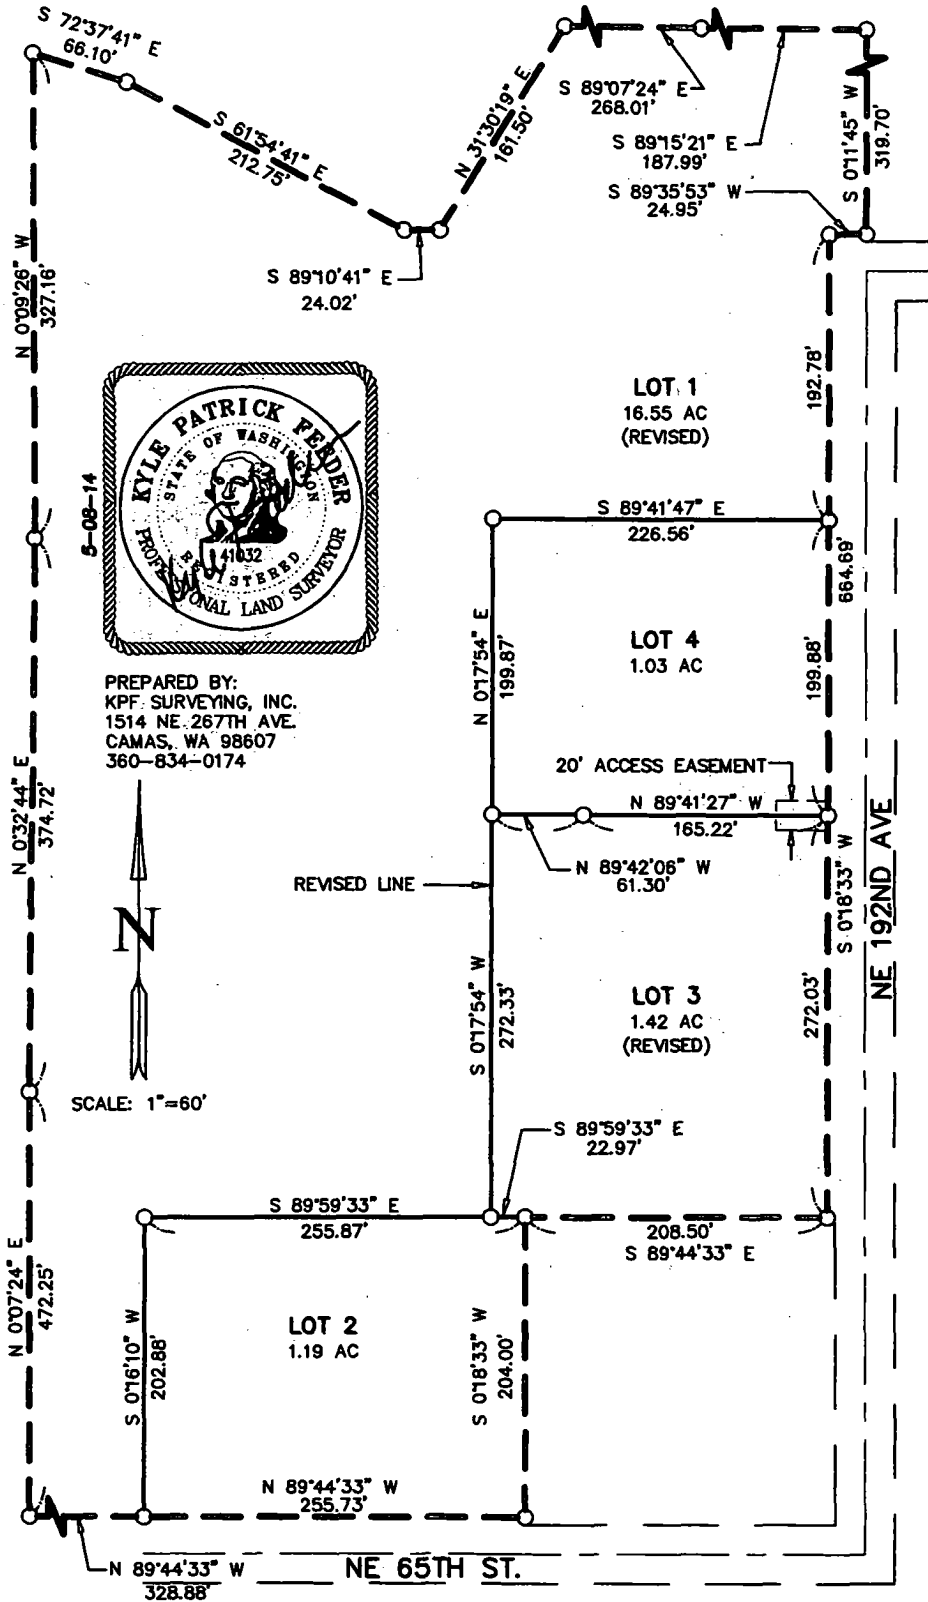 S 72°37'41" E
66.10'
S 61°54'41" E
212.75'
S 89°10'41" E
24.02'
N 31°30'19" E
161.50'
S 89°07'24" E
268.01'
S 89°15'21" E
187.99'
S 89°35'53" W
24.95'
S 0°11'45" W
319.70'
N 0°09'26" W
327.16'
LOT 1
16.55 AC
(REVISED)
192.78'
5-08-14
KYLE PATRICK FEEDER
STATE OF WASHINGTON
41032
REGISTERED
PROFESSIONAL LAND SURVEYOR
S 89°41'47" E
226.56'
664.69'
N 0°17'54" E
199.87'
LOT 4
1.03 AC
199.88'
PREPARED BY:
KPF SURVEYING, INC.
1514 NE 267TH AVE.
CAMAS, WA 98607
360-834-0174
20' ACCESS EASEMENT
N 89°41'27" W
165.22'
N 89°42'06" W
61.30'
N 0°32'44" E
374.72'
REVISED LINE
N
S 0°18'33" W
NE 192ND AVE
S 0°17'54" W
272.33'
LOT 3
1.42 AC
(REVISED)
272.03'
SCALE: 1"=60'
S 89°59'33" E
22.97'
S 89°59'33" E
255.87'
208.50'
S 89°44'33" E
N 0°07'24" E
472.25'
S 0°16'10" W
202.88'
LOT 2
1.19 AC
S 0°18'33" W
204.00'
N 89°44'33" W
255.73'
N 89°44'33" W
328.88'
NE 65TH ST.